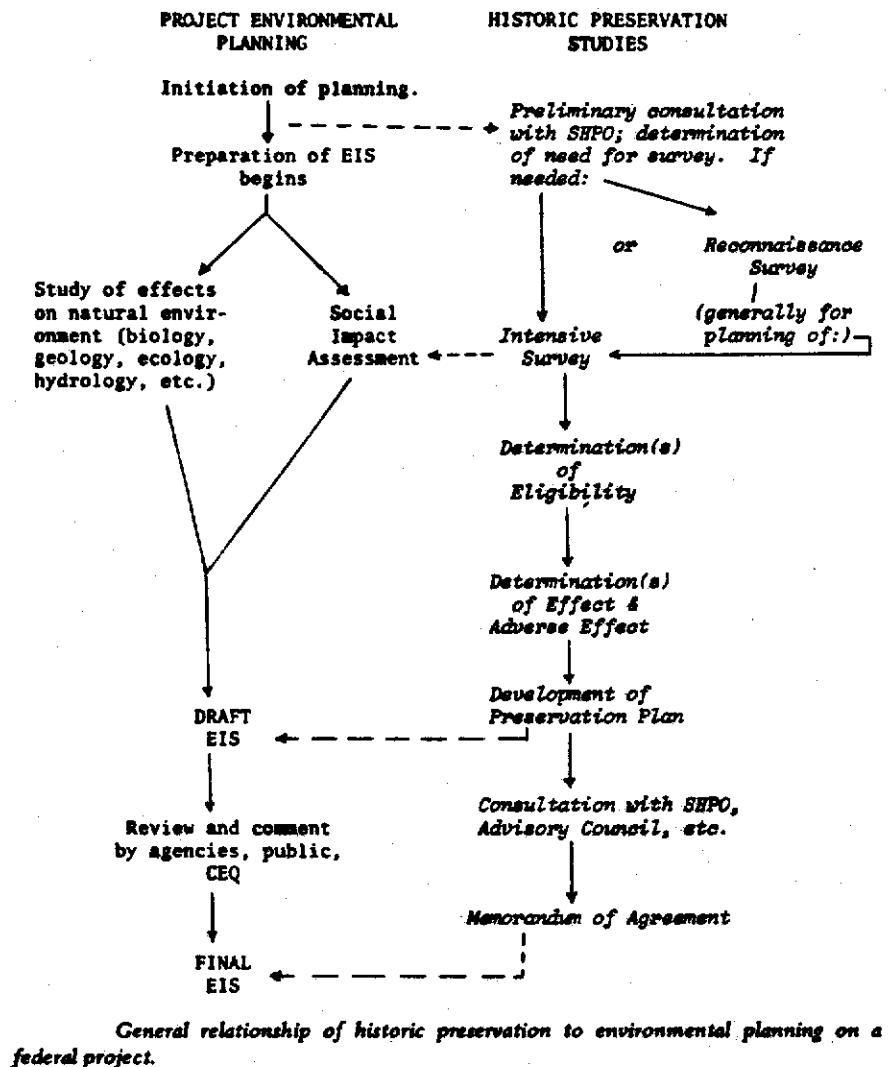 PROJECT ENVIRONMENTAL
PLANNING
HISTORIC PRESERVATION
STUDIES
Initiation of planning.
Preparation of EIS
begins
Preliminary consultation
with SHPO; determination
of need for survey. If
needed:
or
Reconnaissance
Survey
(generally for
planning of:)
Study of effects
on natural envir-
onment (biology,
geology, ecology,
hydrology, etc.)
Social
Impact
Assessment
Intensive
Survey
Determination(s)
of
Eligibility
Determination(s)
of Effect &
Adverse Effect
Development of
Preservation Plan
DRAFT
EIS
Consultation with SHPO,
Advisory Council, etc.
Review and comment
by agencies, public,
CEQ
Memorandum of Agreement
FINAL
EIS
General relationship of historic preservation to environmental planning on a
federal project.